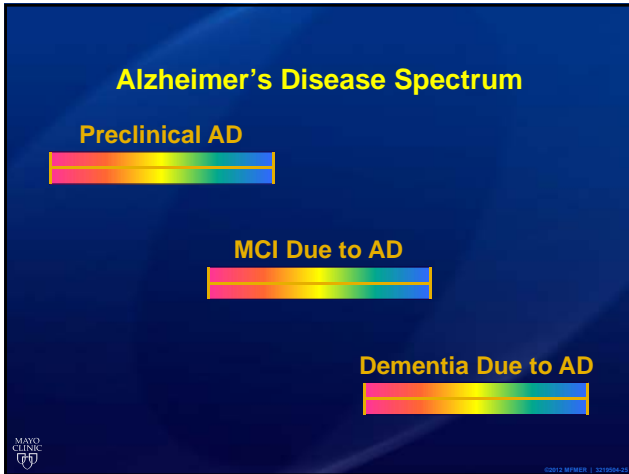 Alzheimer's Disease Spectrum
Preclinical AD
MCI Due to AD
Dementia Due to AD
MAYO
CLINIC
©2012 MFMER | 3219504-25